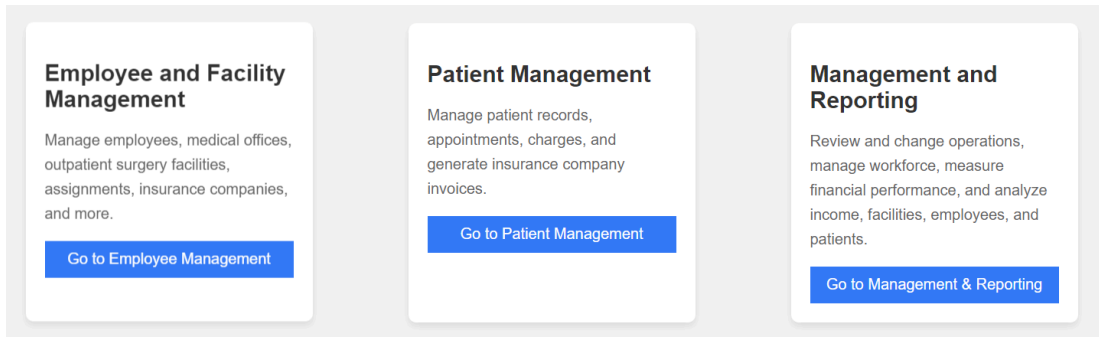 Employee and Facility
Management
Manage employees, medical offices,
outpatient surgery facilities,
assignments, insurance companies,
and more.
Go to Employee Management
Patient Management
Manage patient records,
appointments, charges, and
generate insurance company
invoices.
Go to Patient Management
Management and
Reporting
Review and change operations,
manage workforce, measure
financial performance, and analyze
income, facilities, employees, and
patients.
Go to Management & Reporting